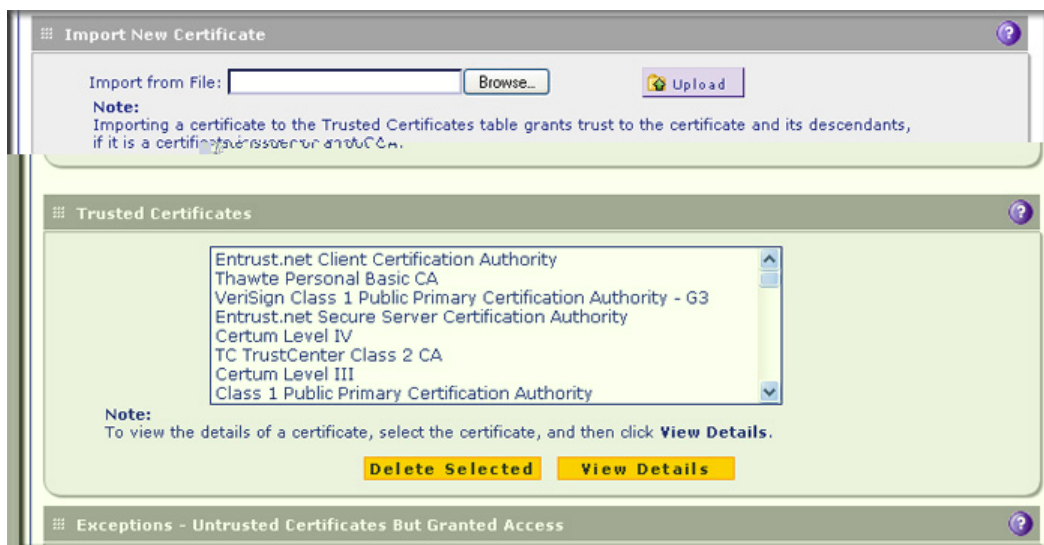 Import New Certificate
Import from File:
Browse...
Upload
Note:
Importing a certificate to the Trusted Certificates table grants trust to the certificate and its descendants,
if it is a
Trusted Certificates
Entrust.net Client Certification Authority
Thawte Personal Basic CA
VeriSign Class 1 Public Primary Certification Authority - G3
Entrust.net Secure Server Certification Authority
Certum Level IV
TC TrustCenter Class 2 CA
Certum Level III
Class 1 Public Primary Certification Authority
Note:
To view the details of a certificate, select the certificate, and then click View Details.
Delete Selected
View Details
Exceptions - Untrusted Certificates But Granted Access